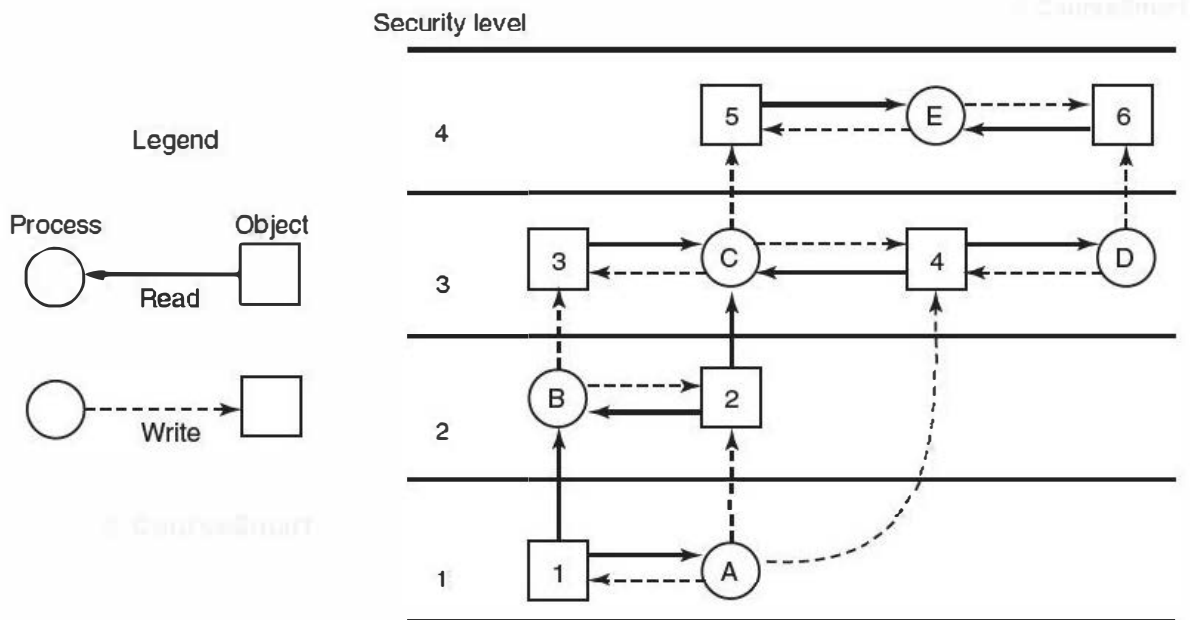 Security level
Legend
Process
Object
Read
Write
4
5
E
6
3
3
C
4
D
2
B
2
1
1
A